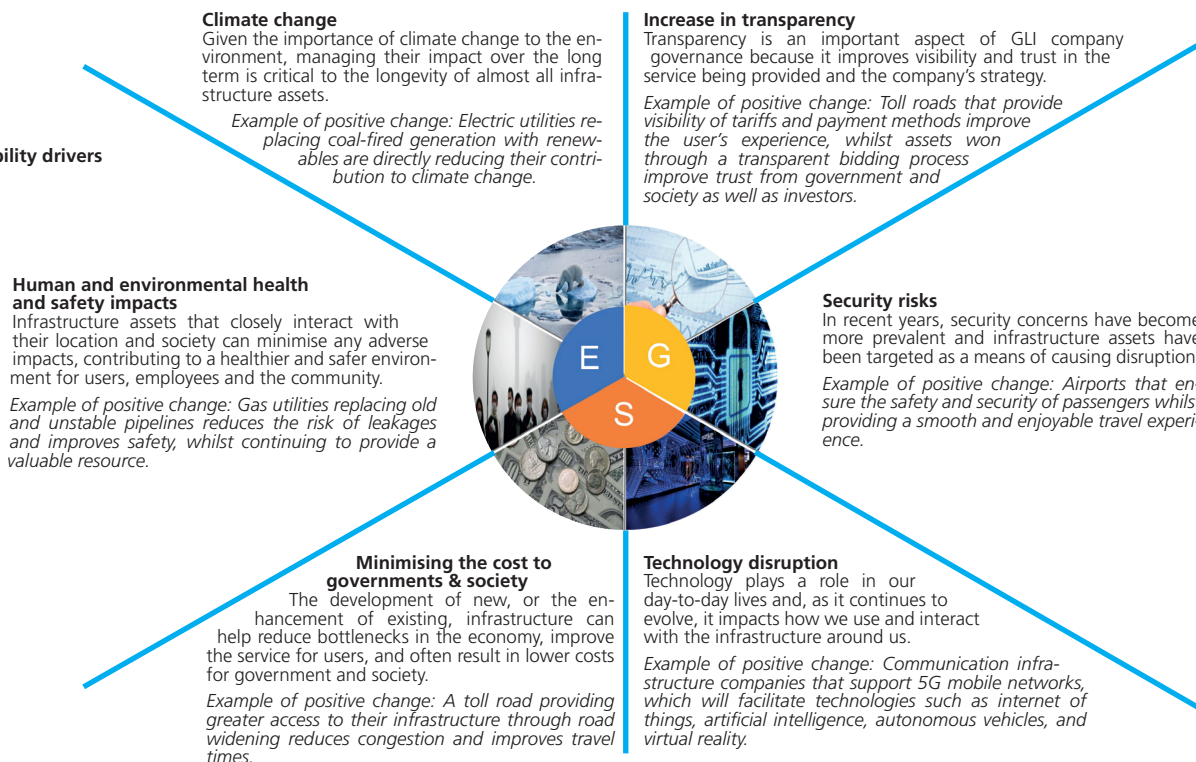 Climate change
Given the importance of climate change to the en-
vironment, managing their impact over the long
term is critical to the longevity of almost all infra-
structure assets.
Example of positive change: Electric utilities re-
placing coal-fired generation with renew-
ables are directly reducing their contri-
bution to climate change.
Increase in transparency
Transparency is an important aspect of GLI company
governance because it improves visibility and trust in the
service being provided and the company's strategy.
Example of positive change: Toll roads that provide
visibility of tariffs and payment methods improve
the user's experience, whilst assets won
through a transparent bidding process
improve trust from government and
society as well as investors.
bility drivers
Human and environmental health
and safety impacts
Infrastructure assets that closely interact with
their location and society can minimise any adverse
impacts, contributing to a healthier and safer environ-
ment for users, employees and the community.
Example of positive change: Gas utilities replacing old
and unstable pipelines reduces the risk of leakages
and improves safety, whilst continuing to provide a
valuable resource.
E
G
S
Security risks
In recent years, security concerns have become
more prevalent and infrastructure assets have
been targeted as a means of causing disruption
Example of positive change: Airports that en-
sure the safety and security of passengers whils
providing a smooth and enjoyable travel experi-
ence.
Minimising the cost to
governments & society
The development of new, or the en-
hancement of existing, infrastructure can
help reduce bottlenecks in the economy, improve
the service for users, and often result in lower costs
for government and society.
Example of positive change: A toll road providing
greater access to their infrastructure through road
widening reduces congestion and improves travel
times.
Technology disruption
Technology plays a role in our
day-to-day lives and, as it continues to
evolve, it impacts how we use and interact
with the infrastructure around us.
Example of positive change: Communication infra-
structure companies that support 5G mobile networks,
which will facilitate technologies such as internet of
things, artificial intelligence, autonomous vehicles, and
virtual reality.